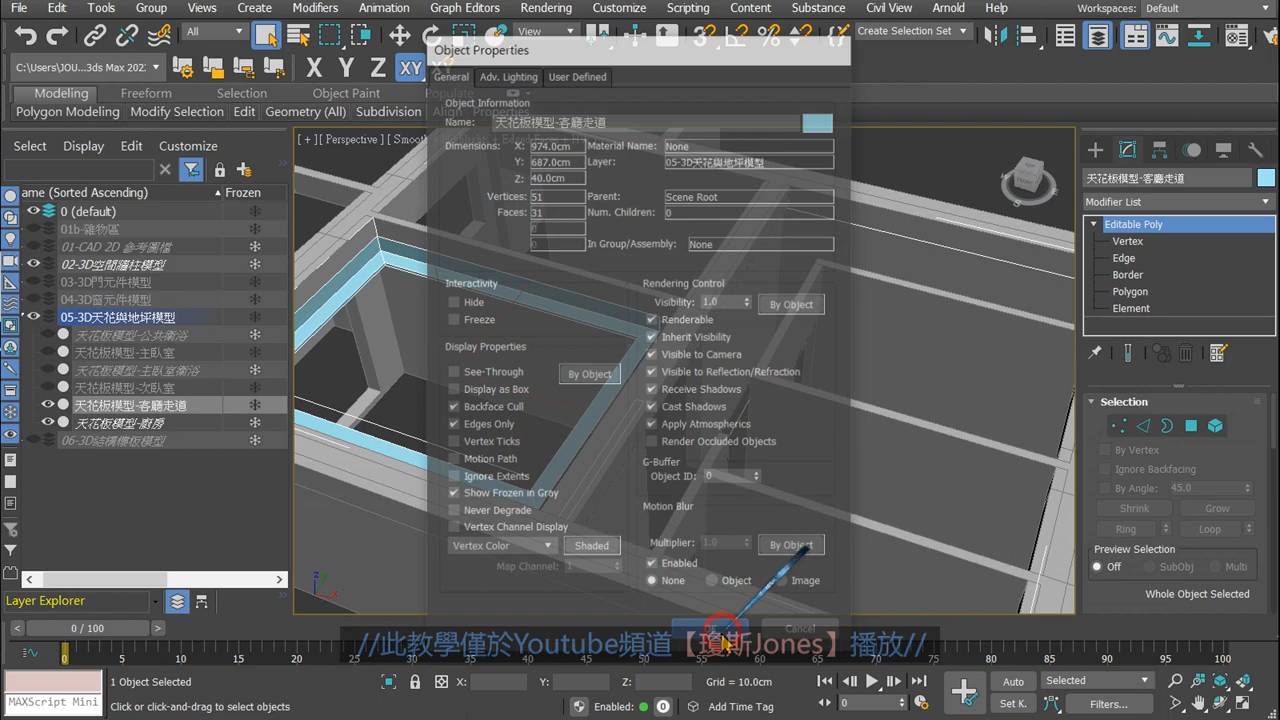 File Edit Tools Group Views Create Modifiers Animation Graph Editors Rendering Customize Scripting Content Substance Civil View Arnold Help Workspaces: Default
All View Create Selection Set
C:\Users\JOU...3ds Max 202 X Y Z XY
Modeling Freeform Selection Object Paint Populate
Polygon Modeling Modify Selection Edit Geometry (All) Subdivision Align Properties
Object Properties
General Adv. Lighting User Defined
Object Information
Name: 天花板模型-客廳走道
Dimensions: X: 974.0cm Material Name: None
Y: 687.0cm Layer: 05-3D天花與地坪模型
Z: 40.0cm
Vertices: 51 Parent: Scene Root
Faces: 31 Num. Children: 0
0
0 In Group/Assembly: None
Interactivity
Hide
Freeze
Display Properties
See-Through By Object
Display as Box
Backface Cull
Edges Only
Vertex Ticks
Motion Path
Ignore Extents
Show Frozen in Gray
Never Degrade
Vertex Channel Display
Vertex Color Shaded
Map Channel: 1
Rendering Control
Visibility: 1.0 By Object
Renderable
Inherit Visibility
Visible to Camera
Visible to Reflection/Refraction
Receive Shadows
Cast Shadows
Apply Atmospherics
Render Occluded Objects
G-Buffer
Object ID: 0
Motion Blur
Multiplier: 1.0 By Object
Enabled
None Object Image
OK Cancel
[ + ] [ Perspective ] [ Smoo
Select Display Edit Customize
ame (Sorted Ascending) Frozen
0 (default)
01b-雜物區
01-CAD 2D 參考圖檔
02-3D空間牆柱模型
03-3D門元件模型
04-3D窗元件模型
05-3D天花與地坪模型
天花板模型-公共衛浴
天花板模型-主臥室
天花板模型-主臥室衛浴
天花板模型-次臥室
天花板模型-客廳走道
天花板模型-廚房
06-3D結構樓板模型
Layer Explorer
天花板模型-客廳走道
Modifier List
Editable Poly
Vertex
Edge
Border
Polygon
Element
Selection
By Vertex
Ignore Backfacing
By Angle: 45.0
Shrink Grow
Ring Loop
Preview Selection
Off SubObj Multi
Whole Object Selected
//此教學僅於Youtube頻道【瓊斯Jones】播放//
< 0 / 100 >
0 5 10 15 20 25 30 35 40 45 50 55 60 65 70 75 80 85 90 95 100
1 Object Selected X: Y: Z: Grid = 10.0cm Auto Selected
MAXScript Mini Click or click-and-drag to select objects Enabled: 0 Add Time Tag 0 Set K. Filters...